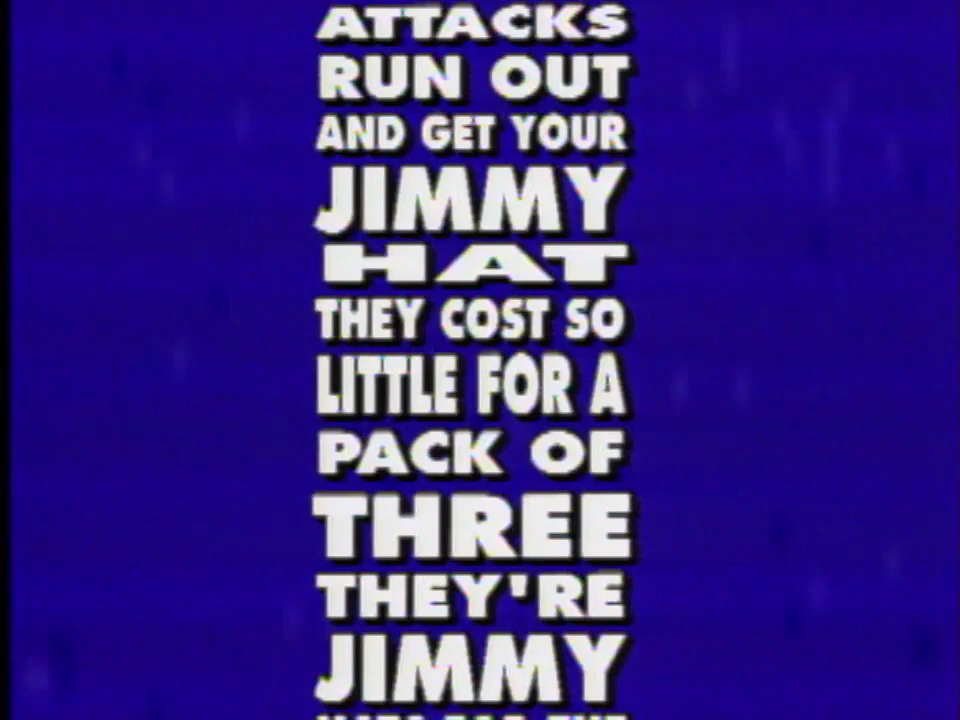 ATTACKS
RUN OUT
AND GET YOUR
JIMMY
HAT
THEY COST SO
LITTLE FOR A
PACK OF
THREE
THEY'RE
JIMMY